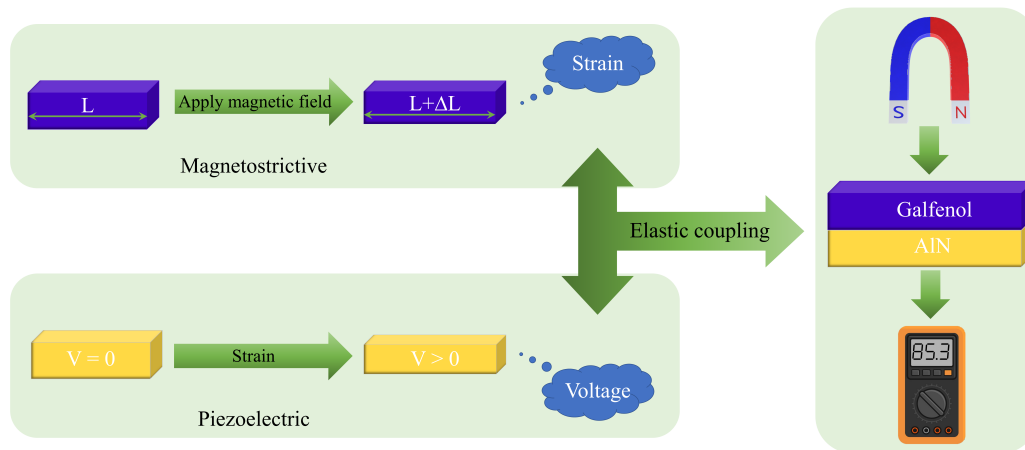 Strain
L
Apply magnetic field
L+ΔL
Magnetostrictive
S
N
Galfenol
AlN
Elastic coupling
V = 0
Strain
V > 0
Voltage
Piezoelectric
85.3